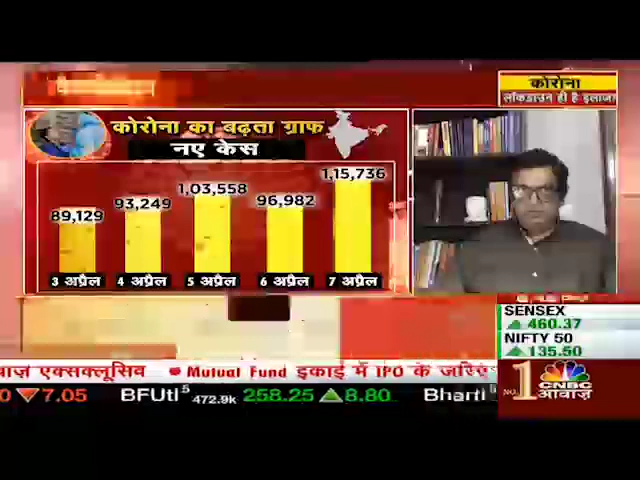 कोरोना
लॉकडाउन ही है इलाज?
कोरोना का बढ़ता ग्राफ
नए केस
89,129
93,249
1,03,558
96,982
1,15,736
3 अप्रैल
4 अप्रैल
5 अप्रैल
6 अप्रैल
7 अप्रैल
SENSEX
▲ 460.37
NIFTY 50
▲ 135.50
एक्सक्लूसिव Mutual Fund इकाई में IPO के जरिए
▼7.05 BFUtl 472.9k 258.25 ▲8.80 Bharti
NO. 1 CNBC आवाज़